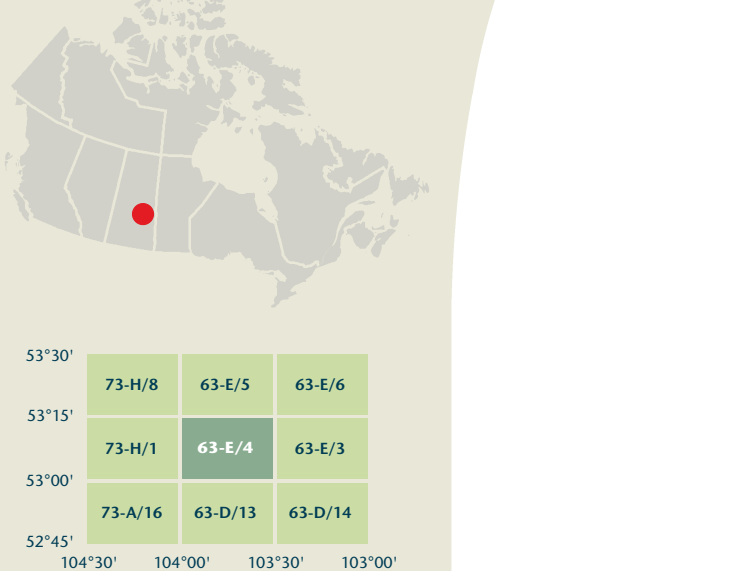 53°30'
73-H/8 63-E/5 63-E/6
53°15'
73-H/1 63-E/4 63-E/3
53°00'
73-A/16 63-D/13 63-D/14
52°45'
104°30' 104°00' 103°30' 103°00'